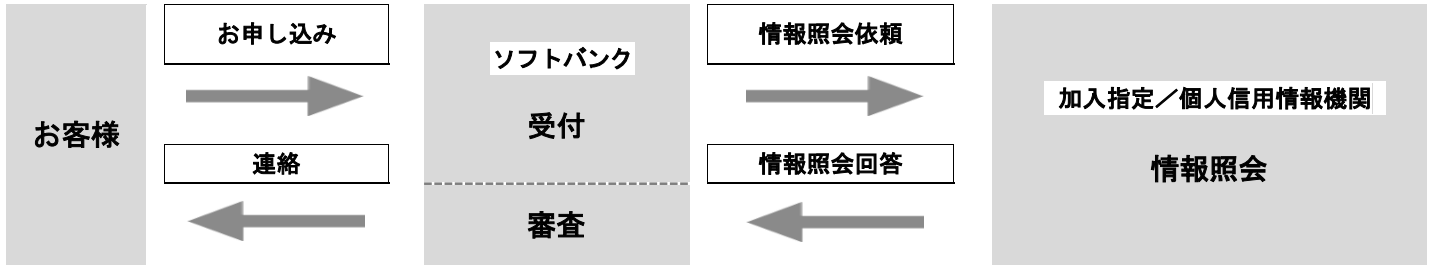 お客様
お申し込み
連絡
ソフトバンク
受付
審査
情報照会依頼
情報照会回答
加入指定／個人信用情報機関
情報照会